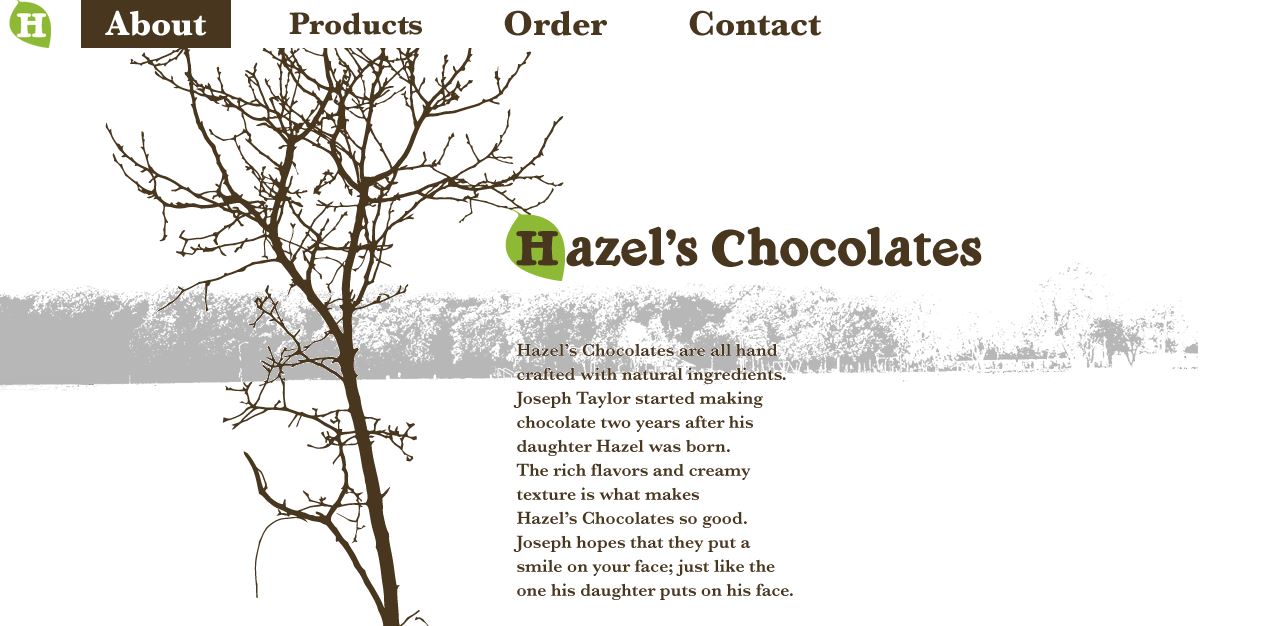 H About Products Order Contact
Hazel's Chocolates
Hazel's Chocolates are all hand
crafted with natural ingredients.
Joseph Taylor started making
chocolate two years after his
daughter Hazel was born.
The rich flavors and creamy
texture is what makes
Hazel's Chocolates so good.
Joseph hopes that they put a
smile on your face; just like the
one his daughter puts on his face.